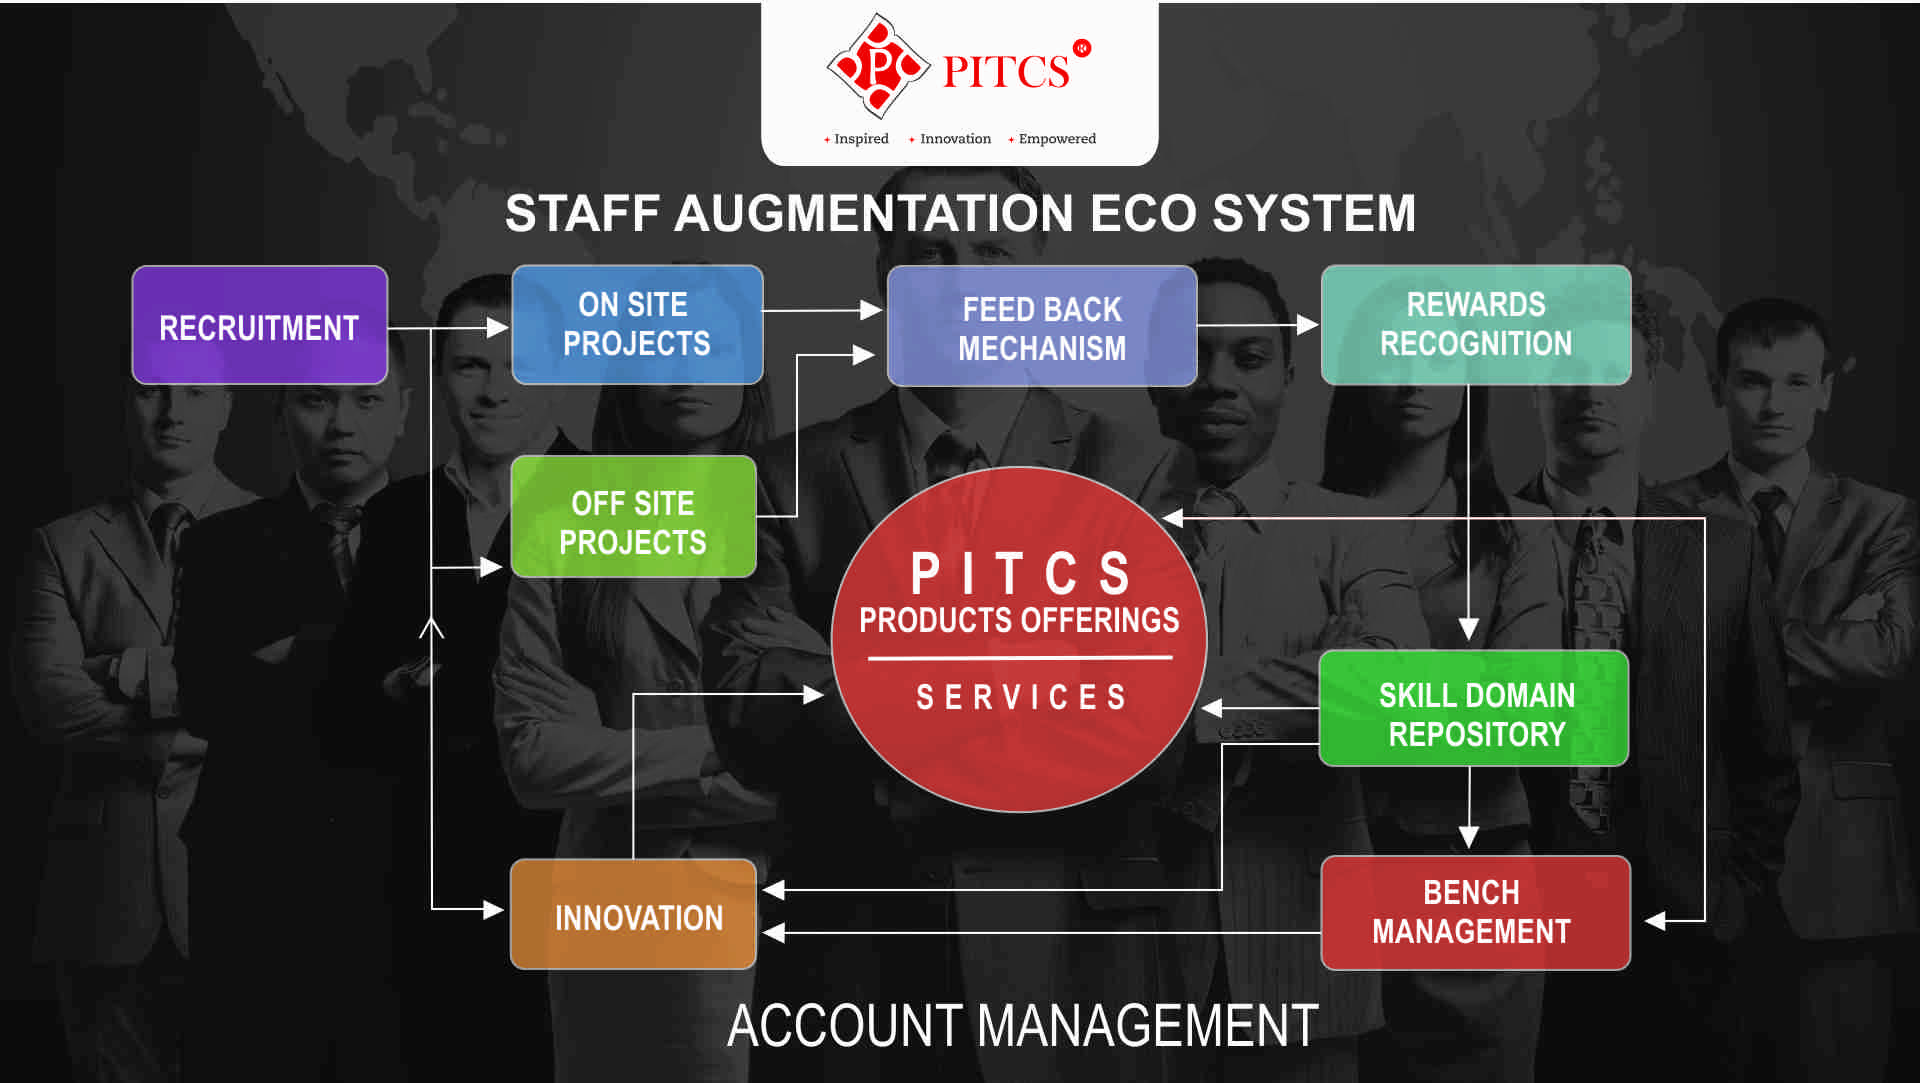 P
PITCS
Inspired Innovation Empowered
STAFF AUGMENTATION ECO SYSTEM
RECRUITMENT
ON SITE
PROJECTS
FEED BACK
MECHANISM
REWARDS
RECOGNITION
OFF SITE
PROJECTS
PITCS
PRODUCTS OFFERINGS
SERVICES
SKILL DOMAIN
REPOSITORY
INNOVATION
BENCH
MANAGEMENT
ACCOUNT MANAGEMENT